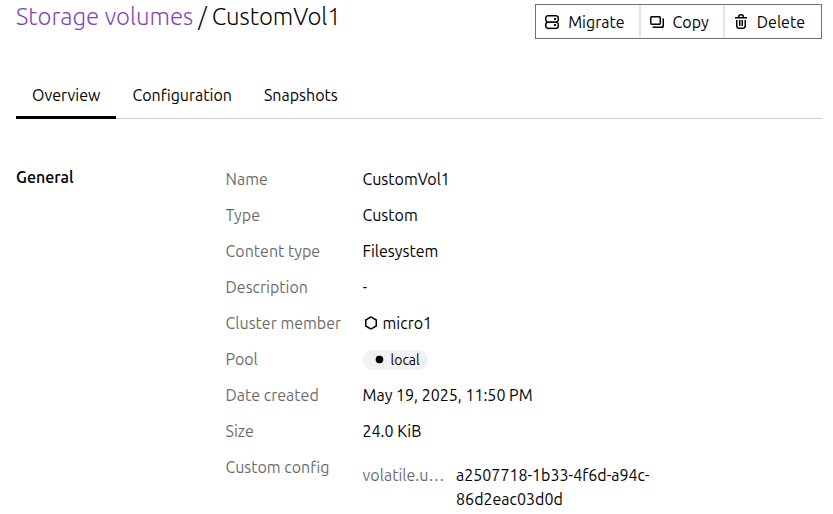 Storage volumes / CustomVol1
Migrate Copy Delete
Overview Configuration Snapshots
General
Name CustomVol1
Type Custom
Content type Filesystem
Description -
Cluster member micro1
Pool local
Date created May 19, 2025, 11:50 PM
Size 24.0 KiB
Custom config volatile.u… a2507718-1b33-4f6d-a94c-
86d2eac03d0d